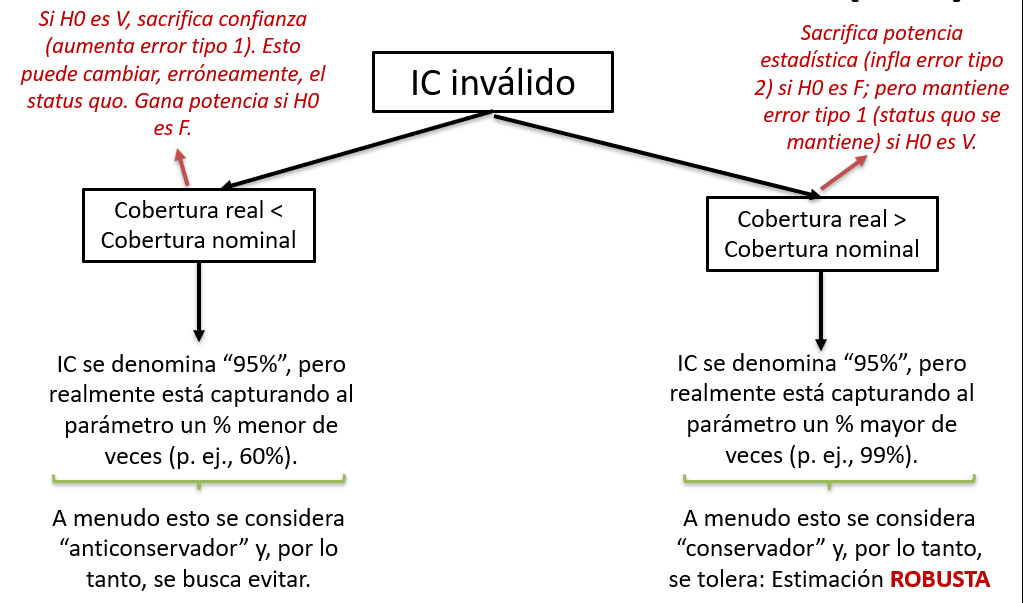 Si H0 es V, sacrifica confianza
(aumenta error tipo 1). Esto
puede cambiar, erróneamente, el
status quo. Gana potencia si H0
es F.
IC inválido
Sacrifica potencia
estadística (infla error tipo
2) si H0 es F; pero mantiene
error tipo 1 (status quo se
mantiene) si H0 es V.
Cobertura real <
Cobertura nominal
Cobertura real >
Cobertura nominal
IC se denomina “95%”, pero
realmente está capturando al
parámetro un % menor de
veces (p. ej., 60%).
IC se denomina “95%”, pero
realmente está capturando al
parámetro un % mayor de
veces (p. ej., 99%).
A menudo esto se considera
“anticonservador” y, por lo
tanto, se busca evitar.
A menudo esto se considera
“conservador” y, por lo tanto,
se tolera: Estimación ROBUSTA